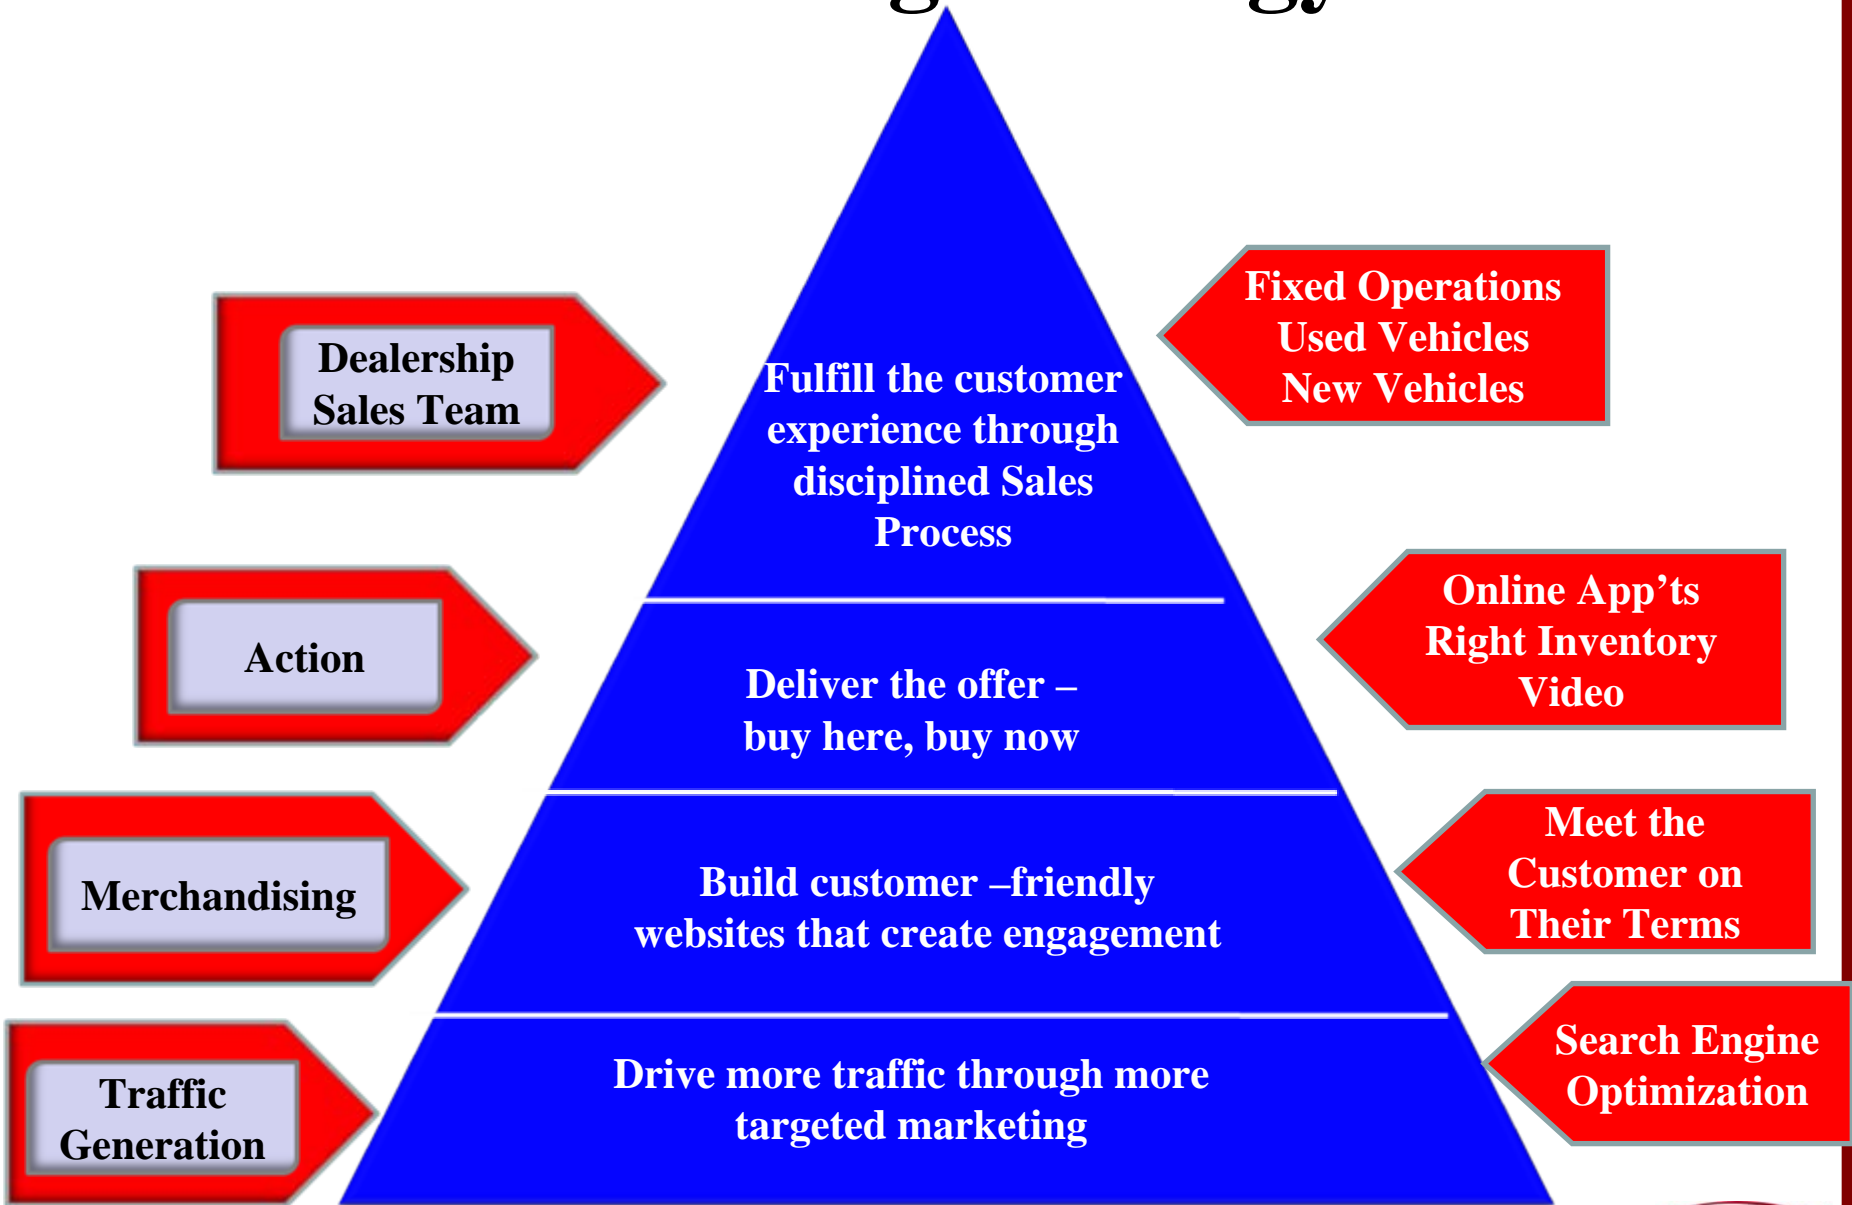 Dealership
Sales Team
Fulfill the customer
experience through
disciplined Sales
Process
Fixed Operations
Used Vehicles
New Vehicles
Action
Deliver the offer –
buy here, buy now
Online App’ts
Right Inventory
Video
Merchandising
Build customer –friendly
websites that create engagement
Meet the
Customer on
Their Terms
Traffic
Generation
Drive more traffic through more
targeted marketing
Search Engine
Optimization